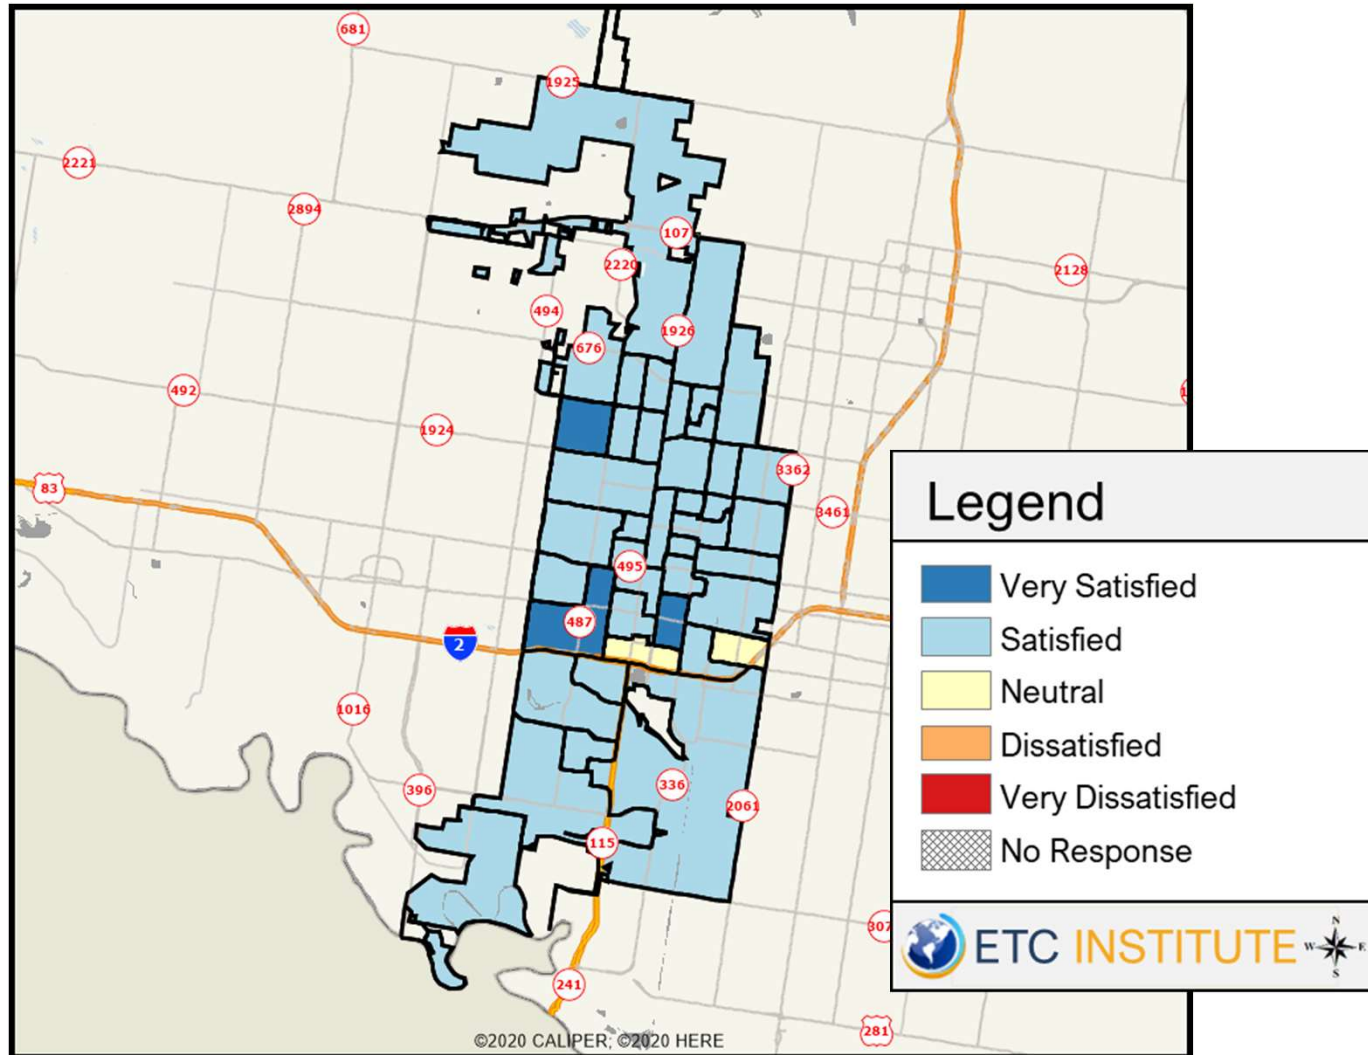 681
1925
2221
2894
107
2220
2128
494
1926
676
492
1924
3362
83
3461
495
487
2
1016
336
396
2061
115
307
241
281
©2020 CALIPER; ©2020 HERE
Legend
Very Satisfied
Satisfied
Neutral
Dissatisfied
Very Dissatisfied
No Response
ETC INSTITUTE
N
W E
S